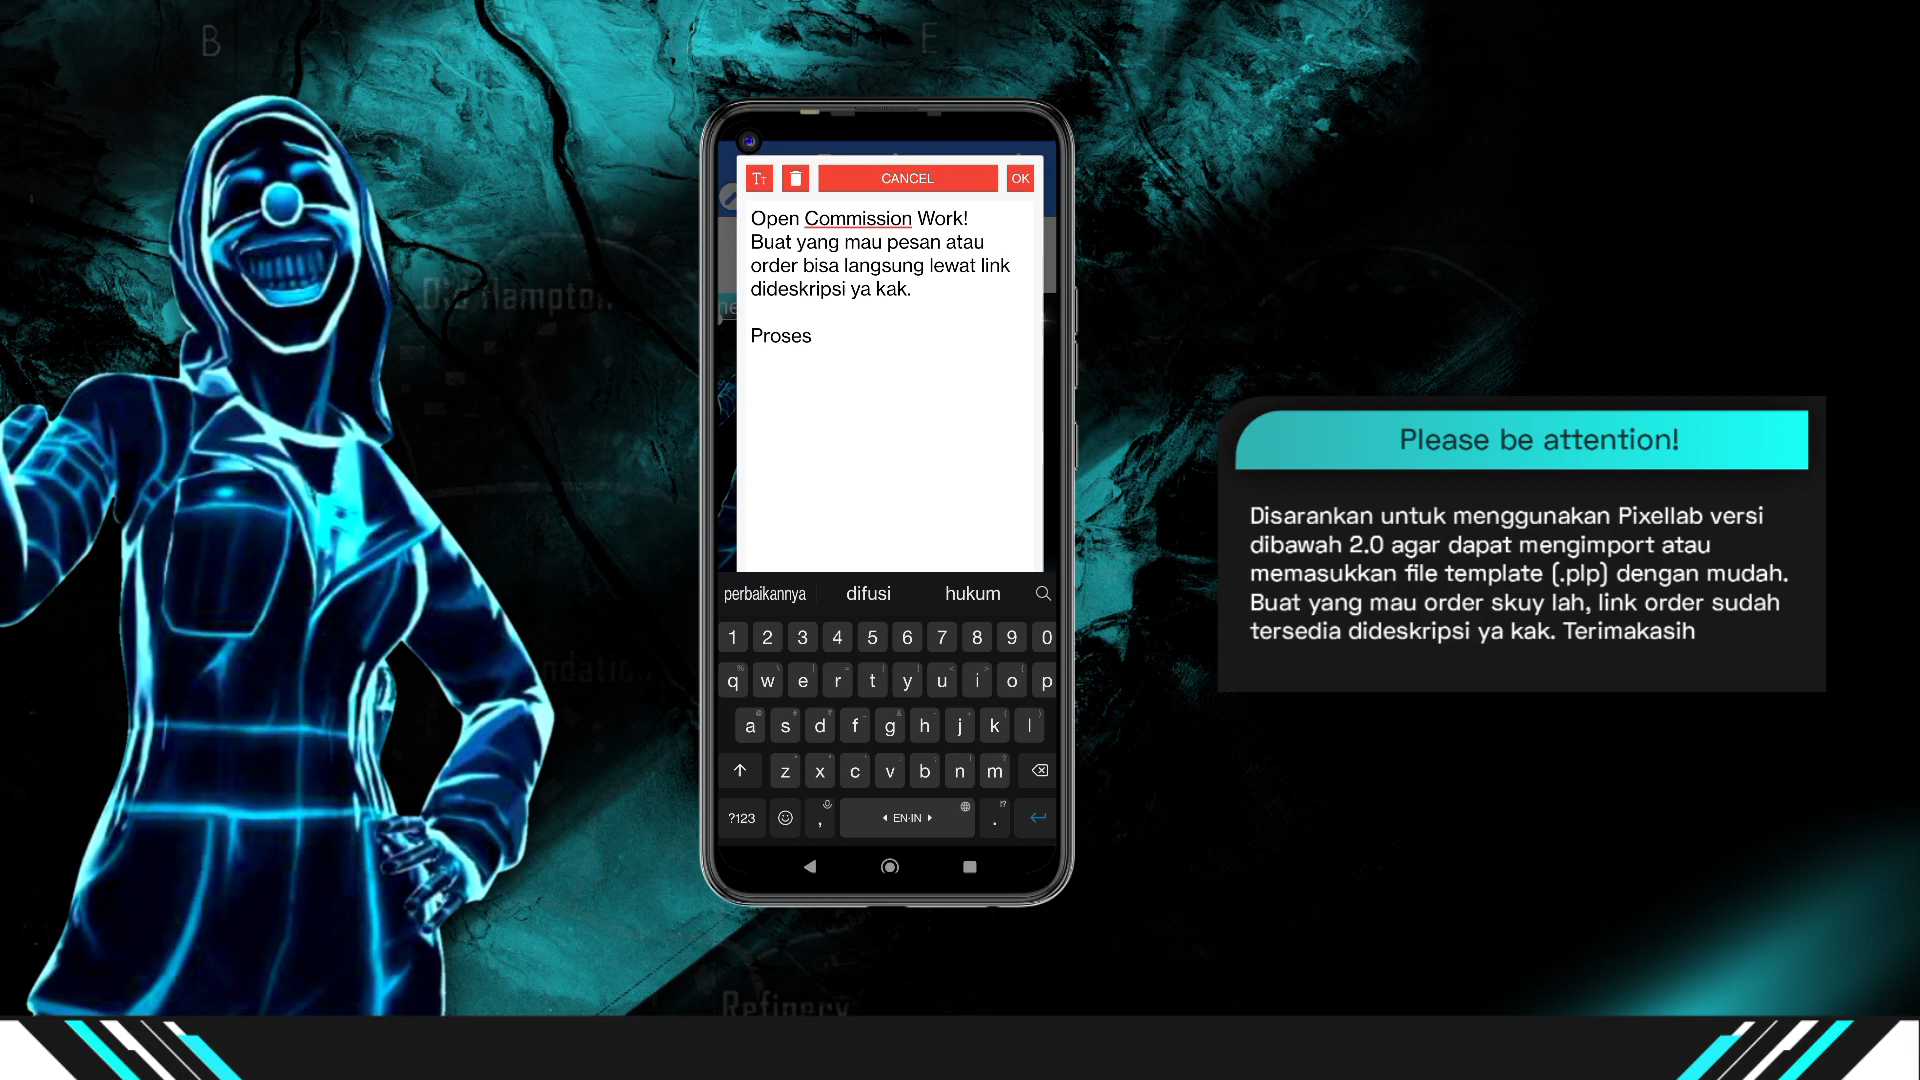 B
E
Old Hampton
CANCEL
OK
Open Commission Work!
Buat yang mau pesan atau
order bisa langsung lewat link
dideskripsi ya kak.
Proses
perbaikannya difusi hukum
1 2 3 4 5 6 7 8 9 0
q w e r t y u i o p
a s d f g h j k l
z x c v b n m
?123 , EN-IN . !?
Please be attention!
Disarankan untuk menggunakan Pixellab versi
dibawah 2.0 agar dapat mengimport atau
memasukkan file template (.plp) dengan mudah.
Buat yang mau order skuy lah, link order sudah
tersedia dideskripsi ya kak. Terimakasih
Refinery